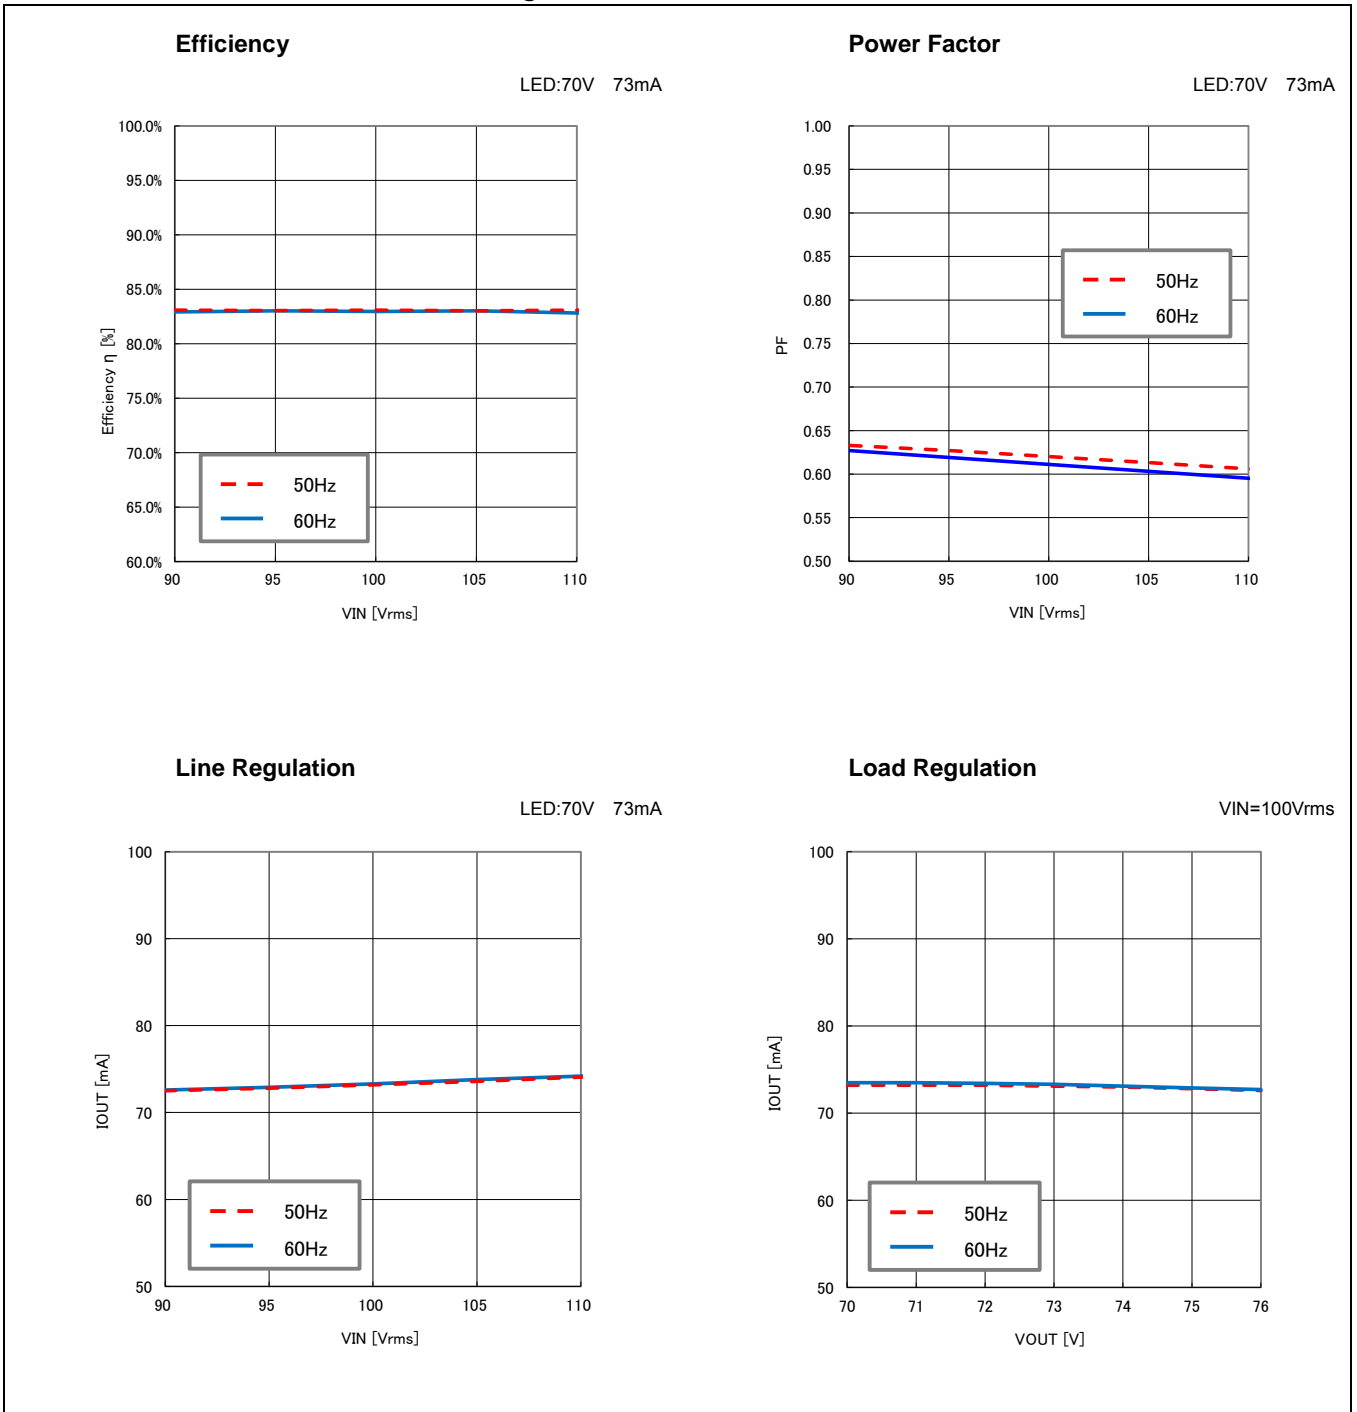 Efficiency
LED:70V 73mA
100.0%
95.0%
90.0%
85.0%
80.0%
75.0%
70.0%
65.0%
60.0%
Efficiency η [%]
50Hz
60Hz
90 95 100 105 110
VIN [Vrms]
Power Factor
LED:70V 73mA
1.00
0.95
0.90
0.85
0.80
0.75
0.70
0.65
0.60
0.55
0.50
PF
50Hz
60Hz
90 95 100 105 110
VIN [Vrms]
Line Regulation
LED:70V 73mA
100
90
80
70
60
50
IOUT [mA]
50Hz
60Hz
90 95 100 105 110
VIN [Vrms]
Load Regulation
VIN=100Vrms
100
90
80
70
60
50
IOUT [mA]
50Hz
60Hz
70 71 72 73 74 75 76
VOUT [V]